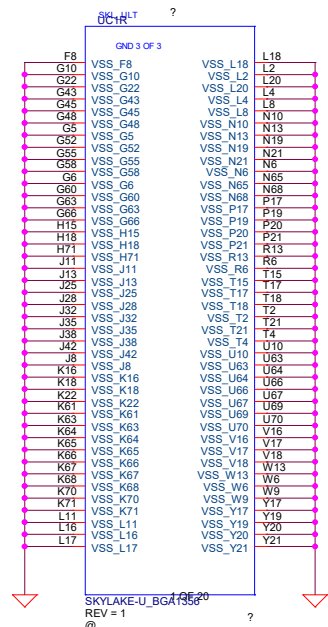 SKL_ULT
?
UC1R
GND 3 OF 3
F8 VSS_F8 VSS_L18 L18
G10 VSS_G10 VSS_L2 L2
G22 VSS_G22 VSS_L20 L20
G43 VSS_G43 VSS_L4 L4
G45 VSS_G45 VSS_L8 L8
G48 VSS_G48 VSS_N10 N10
G5 VSS_G5 VSS_N13 N13
G52 VSS_G52 VSS_N19 N19
G55 VSS_G55 VSS_N21 N21
G58 VSS_G58 VSS_N6 N6
G6 VSS_G6 VSS_N65 N65
G60 VSS_G60 VSS_N68 N68
G63 VSS_G63 VSS_P17 P17
G66 VSS_G66 VSS_P19 P19
H15 VSS_H15 VSS_P20 P20
H18 VSS_H18 VSS_P21 P21
H71 VSS_H71 VSS_R13 R13
J11 VSS_J11 VSS_R6 R6
J13 VSS_J13 VSS_T15 T15
J25 VSS_J25 VSS_T17 T17
J28 VSS_J28 VSS_T18 T18
J32 VSS_J32 VSS_T2 T2
J35 VSS_J35 VSS_T21 T21
J38 VSS_J38 VSS_T4 T4
J42 VSS_J42 VSS_U10 U10
J8 VSS_J8 VSS_U63 U63
K16 VSS_K16 VSS_U64 U64
K18 VSS_K18 VSS_U66 U66
K22 VSS_K22 VSS_U67 U67
K61 VSS_K61 VSS_U69 U69
K63 VSS_K63 VSS_U70 U70
K64 VSS_K64 VSS_V16 V16
K65 VSS_K65 VSS_V17 V17
K66 VSS_K66 VSS_V18 V18
K67 VSS_K67 VSS_W13 W13
K68 VSS_K68 VSS_W6 W6
K70 VSS_K70 VSS_W9 W9
K71 VSS_K71 VSS_Y17 Y17
L11 VSS_L11 VSS_Y19 Y19
L16 VSS_L16 VSS_Y20 Y20
L17 VSS_L17 VSS_Y21 Y21
1 OF 20
SKYLAKE-U_BGA1356
REV = 1
?
@